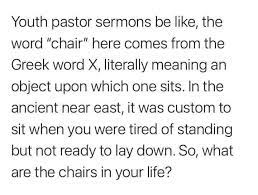 Youth pastor sermons be like, the
word "chair" here comes from the
Greek word X, literally meaning an
object upon which one sits. In the
ancient near east, it was custom to
sit when you were tired of standing
but not ready to lay down. So, what
are the chairs in your life?